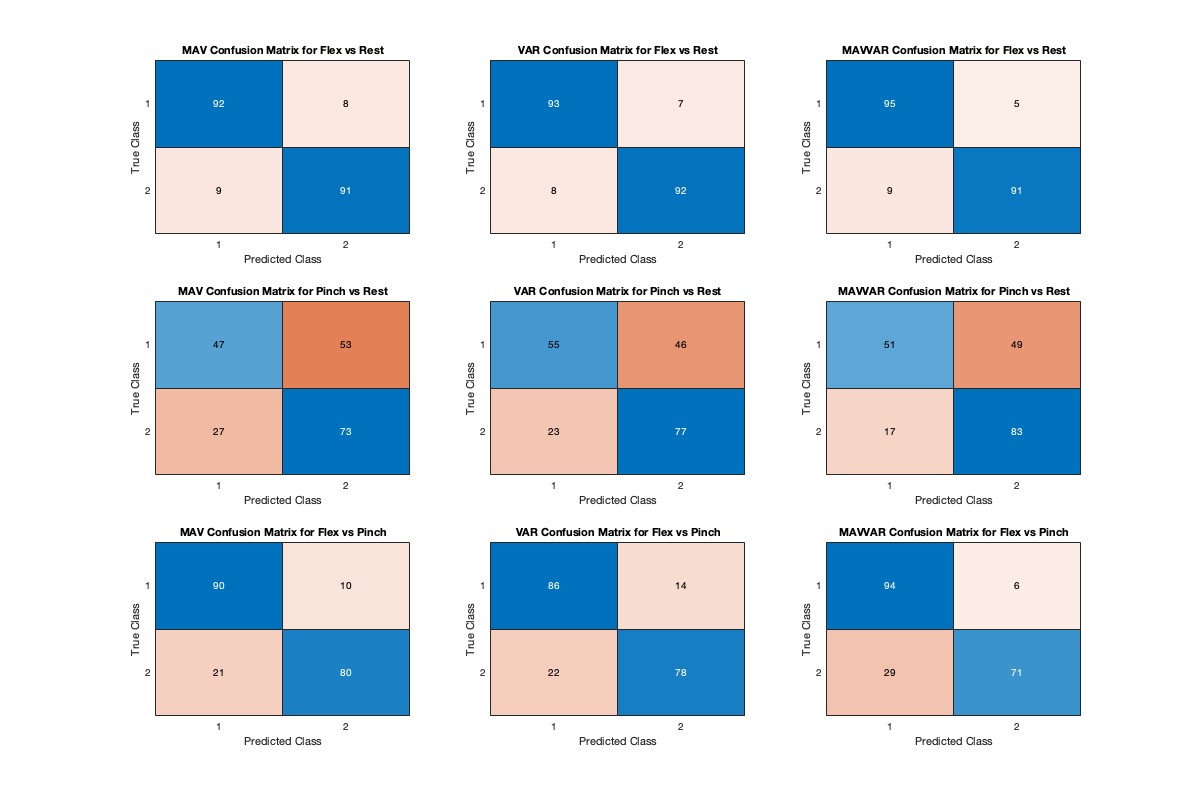 MAV Confusion Matrix for Flex vs Rest
True Class
1
92
8
2
9
91
1
2
Predicted Class
VAR Confusion Matrix for Flex vs Rest
True Class
1
93
7
2
8
92
1
2
Predicted Class
MAVVAR Confusion Matrix for Flex vs Rest
True Class
1
95
5
2
9
91
1
2
Predicted Class
MAV Confusion Matrix for Pinch vs Rest
True Class
1
47
53
2
27
73
1
2
Predicted Class
VAR Confusion Matrix for Pinch vs Rest
True Class
1
55
46
2
23
77
1
2
Predicted Class
MAVVAR Confusion Matrix for Pinch vs Rest
True Class
1
51
49
2
17
83
1
2
Predicted Class
MAV Confusion Matrix for Flex vs Pinch
True Class
1
90
10
2
21
80
1
2
Predicted Class
VAR Confusion Matrix for Flex vs Pinch
True Class
1
86
14
2
22
78
1
2
Predicted Class
MAVVAR Confusion Matrix for Flex vs Pinch
True Class
1
94
6
2
29
71
1
2
Predicted Class